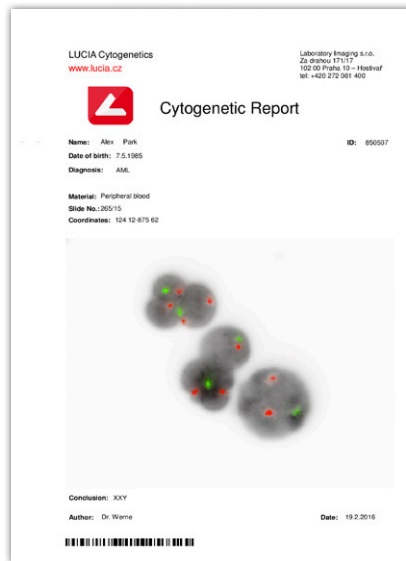 LUCIA Cytogenetics
www.lucia.cz
Laboratory Imaging s.r.o.
Za drahou 171/17
102 00 Praha 10 – Hostivař
tel: +420 272 081 400
Cytogenetic Report
Name: Alex Park
ID: 850507
Date of birth: 7.5.1985
Diagnosis: AML
Material: Peripheral blood
Slide No.: 265/15
Coordinates: 124 12-875 62
Conclusion: XXY
Author: Dr. Werne
Date: 19.2.2016